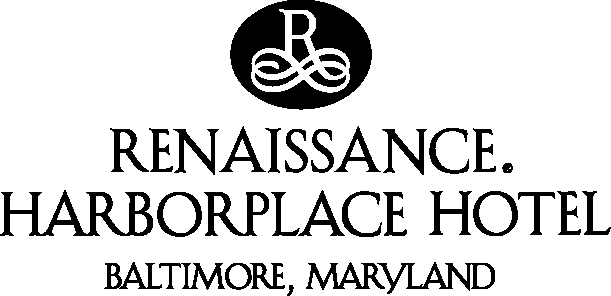 R
RENAISSANCE®
HARBORPLACE HOTEL
BALTIMORE, MARYLAND